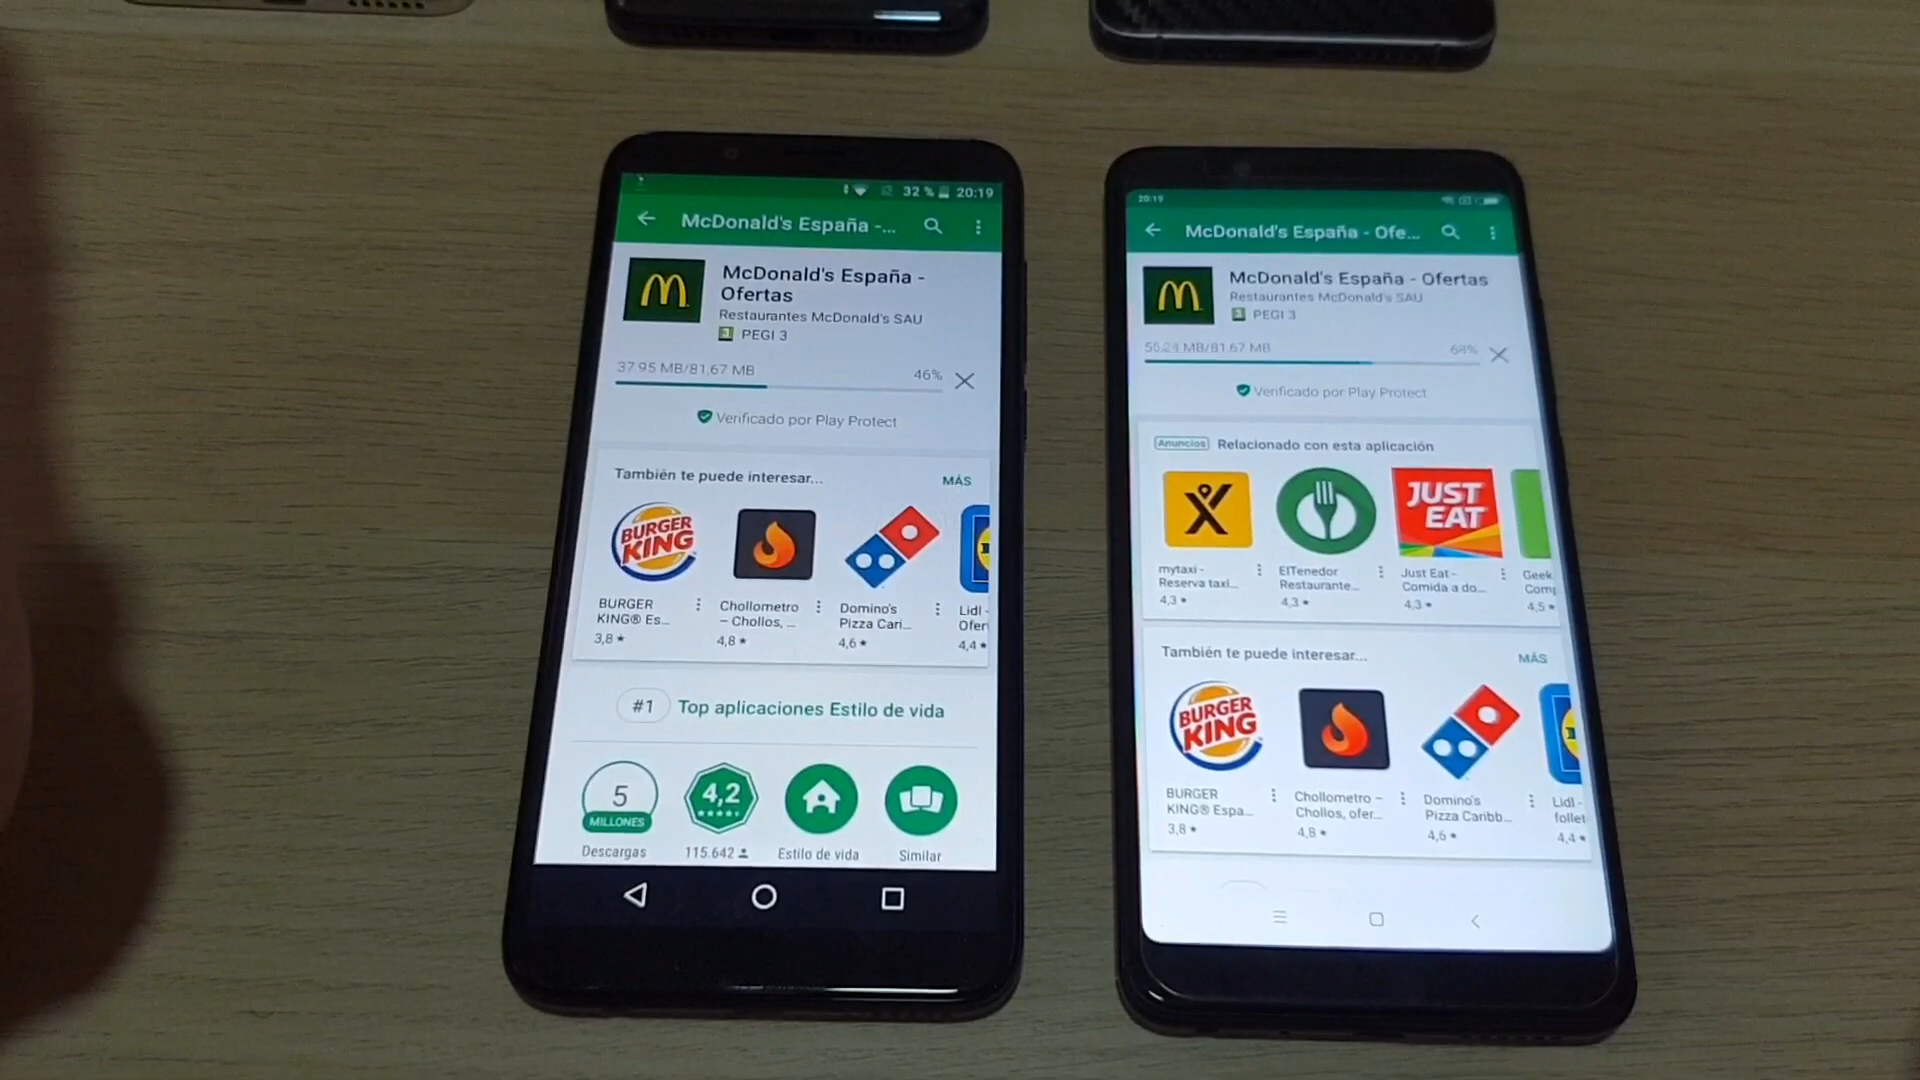 32 % 20:19
McDonald's España -...
McDonald's España -
Ofertas
Restaurantes McDonald's SAU
3 PEGI 3
37.95 MB/81,67 MB
46%
Verificado por Play Protect
También te puede interesar...
MÁS
BURGER
KING
BURGER
KING® Es...
3,8 ★
Chollometro
– Chollos, ...
4,8 ★
Domino's
Pizza Cari...
4,6 ★
Lidl -
Ofer
4,4 ★
#1 Top aplicaciones Estilo de vida
5
MILLONES
Descargas
4,2
115.642
Estilo de vida
Similar
20:19
McDonald's España - Ofe...
McDonald's España - Ofertas
Restaurantes McDonald's SAU
3 PEGI 3
56.24 MB/81.67 MB
68%
Verificado por Play Protect
Anuncios Relacionado con esta aplicación
JUST
EAT
mytaxi -
Reserva taxi...
4,3 ★
ElTenedor
Restaurante...
4,3 ★
Just Eat -
Comida a do...
4,3 ★
Geek
Comp
4,5 ★
También te puede interesar...
MÁS
BURGER
KING
BURGER
KING® Espa...
3,8 ★
Chollometro –
Chollos, ofer...
4,8 ★
Domino's
Pizza Caribb...
4,6 ★
Lidl -
follet
4,4 ★